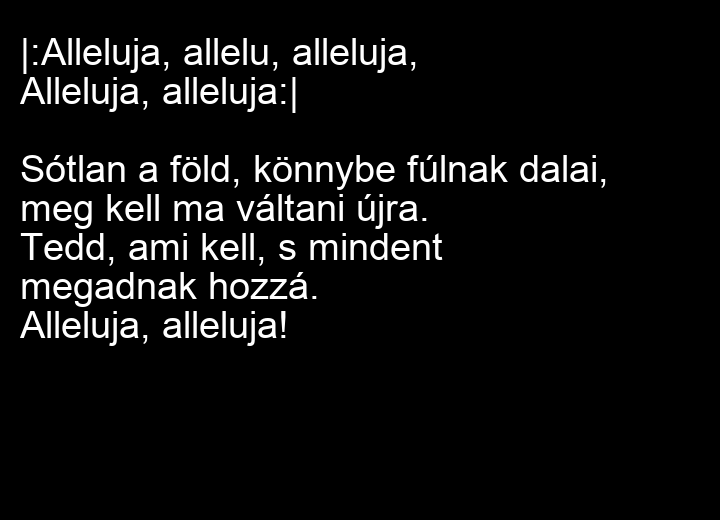 |:Alleluja, allelu, alleluja,
Alleluja, alleluja:|
Sótlan a föld, könnybe fúlnak dalai,
meg kell ma váltani újra.
Tedd, ami kell, s mindent
megadnak hozzá.
Alleluja, alleluja!